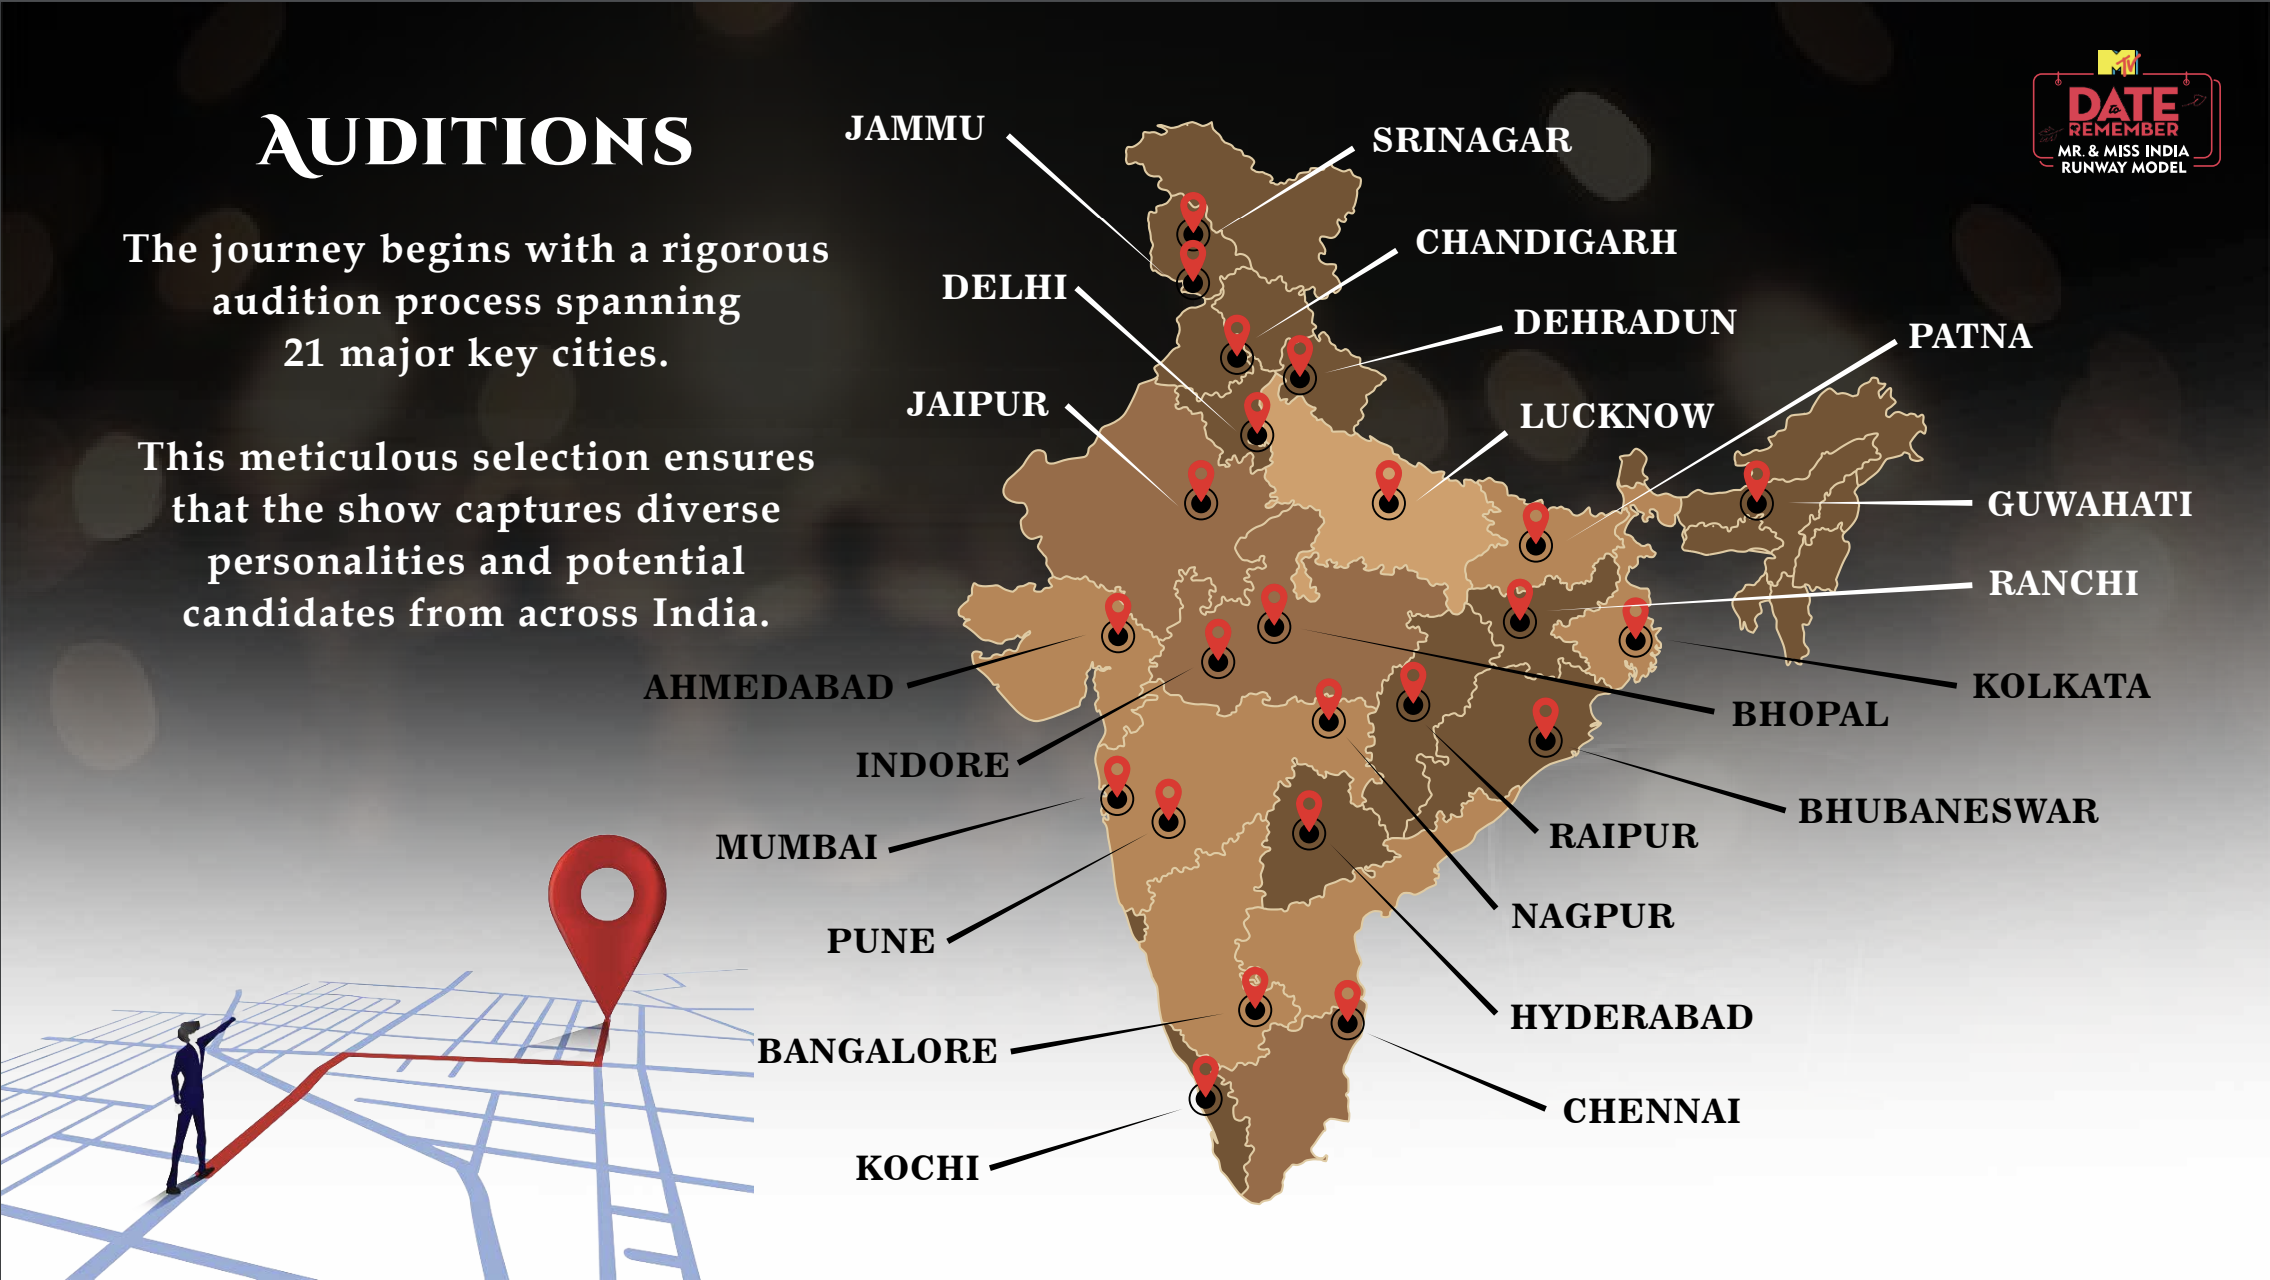 AUDITIONS
The journey begins with a rigorous
audition process spanning
21 major key cities.
This meticulous selection ensures
that the show captures diverse
personalities and potential
candidates from across India.
MTV
DATE
to
REMEMBER
MR. & MISS INDIA
RUNWAY MODEL
JAMMU
SRINAGAR
CHANDIGARH
DELHI
DEHRADUN
PATNA
JAIPUR
LUCKNOW
GUWAHATI
RANCHI
AHMEDABAD
KOLKATA
BHOPAL
INDORE
BHUBANESWAR
RAIPUR
MUMBAI
NAGPUR
PUNE
HYDERABAD
BANGALORE
CHENNAI
KOCHI